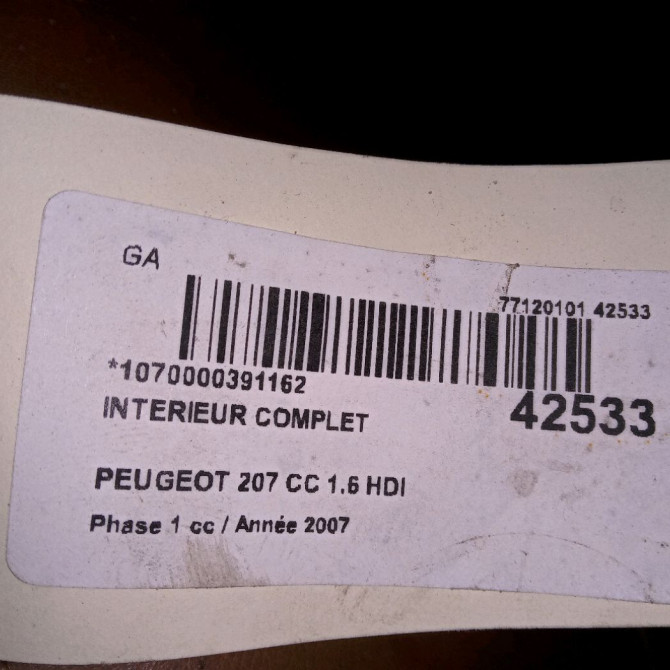 GA
77120101 42533
*1070000391162
42533
INTERIEUR COMPLET
PEUGEOT 207 CC 1.6 HDI
Phase 1 cc / Année 2007